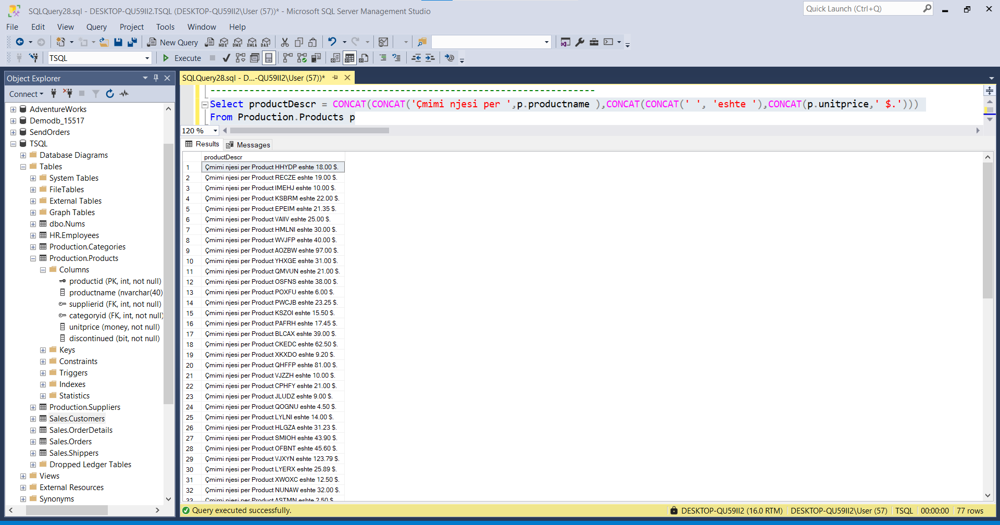 SQLQuery28.sql - DESKTOP-QU59II2.TSQL (DESKTOP-QU59II2\User (57))* - Microsoft SQL Server Management Studio
Quick Launch (Ctrl+Q)
File Edit View Query Project Tools Window Help
New Query MDX DMX XMLA DAX
TSQL Execute
Object Explorer
Connect
AdventureWorks
Demodb_15517
SendOrders
TSQL
Database Diagrams
Tables
System Tables
FileTables
External Tables
Graph Tables
dbo.Nums
HR.Employees
Production.Categories
Production.Products
Columns
productid (PK, int, not null)
productname (nvarchar(40)
supplierid (FK, int, not null)
categoryid (FK, int, not null)
unitprice (money, not null)
discontinued (bit, not null)
Keys
Constraints
Triggers
Indexes
Statistics
Production.Suppliers
Sales.Customers
Sales.OrderDetails
Sales.Orders
Sales.Shippers
Dropped Ledger Tables
Views
External Resources
Synonyms
SQLQuery28.sql - D...-QU59II2\User (57))*
Select productDescr = CONCAT(CONCAT('Çmimi njesi per ',p.productname ),CONCAT(CONCAT(' ', 'eshte '),CONCAT(p.unitprice,' $.')))
From Production.Products p
120 %
Results Messages
productDescr
1 Çmimi njesi per Product HHYDP eshte 18.00 $.
2 Çmimi njesi per Product RECZE eshte 19.00 $.
3 Çmimi njesi per Product IMEHJ eshte 10.00 $.
4 Çmimi njesi per Product KSBRM eshte 22.00 $.
5 Çmimi njesi per Product EPEIM eshte 21.35 $.
6 Çmimi njesi per Product VAIIV eshte 25.00 $.
7 Çmimi njesi per Product HMLNI eshte 30.00 $.
8 Çmimi njesi per Product WVJFP eshte 40.00 $.
9 Çmimi njesi per Product AOZBW eshte 97.00 $.
10 Çmimi njesi per Product YHXGE eshte 31.00 $.
11 Çmimi njesi per Product QMVUN eshte 21.00 $.
12 Çmimi njesi per Product OSFNS eshte 38.00 $.
13 Çmimi njesi per Product POXFU eshte 6.00 $.
14 Çmimi njesi per Product PWCJB eshte 23.25 $.
15 Çmimi njesi per Product KSZOI eshte 15.50 $.
16 Çmimi njesi per Product PAFRH eshte 17.45 $.
17 Çmimi njesi per Product BLCAX eshte 39.00 $.
18 Çmimi njesi per Product CKEDC eshte 62.50 $.
19 Çmimi njesi per Product XKXDO eshte 9.20 $.
20 Çmimi njesi per Product QHFFP eshte 81.00 $.
21 Çmimi njesi per Product VJZZH eshte 10.00 $.
22 Çmimi njesi per Product CPHFY eshte 21.00 $.
23 Çmimi njesi per Product JLUDZ eshte 9.00 $.
24 Çmimi njesi per Product QOGNU eshte 4.50 $.
25 Çmimi njesi per Product LYLNI eshte 14.00 $.
26 Çmimi njesi per Product HLGZA eshte 31.23 $.
27 Çmimi njesi per Product SMIOH eshte 43.90 $.
28 Çmimi njesi per Product OFBNT eshte 45.60 $.
29 Çmimi njesi per Product VJXYN eshte 123.79 $.
30 Çmimi njesi per Product LYERX eshte 25.89 $.
31 Çmimi njesi per Product XWOXC eshte 12.50 $.
32 Çmimi njesi per Product NUNAW eshte 32.00 $.
33 Çmimi njesi per Product ASTMN eshte 2.50 $.
Query executed successfully.
DESKTOP-QU59II2 (16.0 RTM) DESKTOP-QU59II2\User (57) TSQL 00:00:00 77 rows